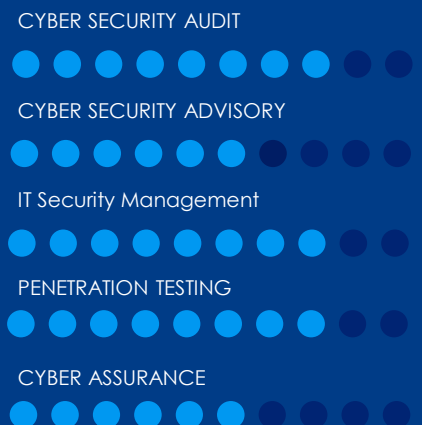 CYBER SECURITY AUDIT
CYBER SECURITY ADVISORY
IT Security Management
PENETRATION TESTING
CYBER ASSURANCE